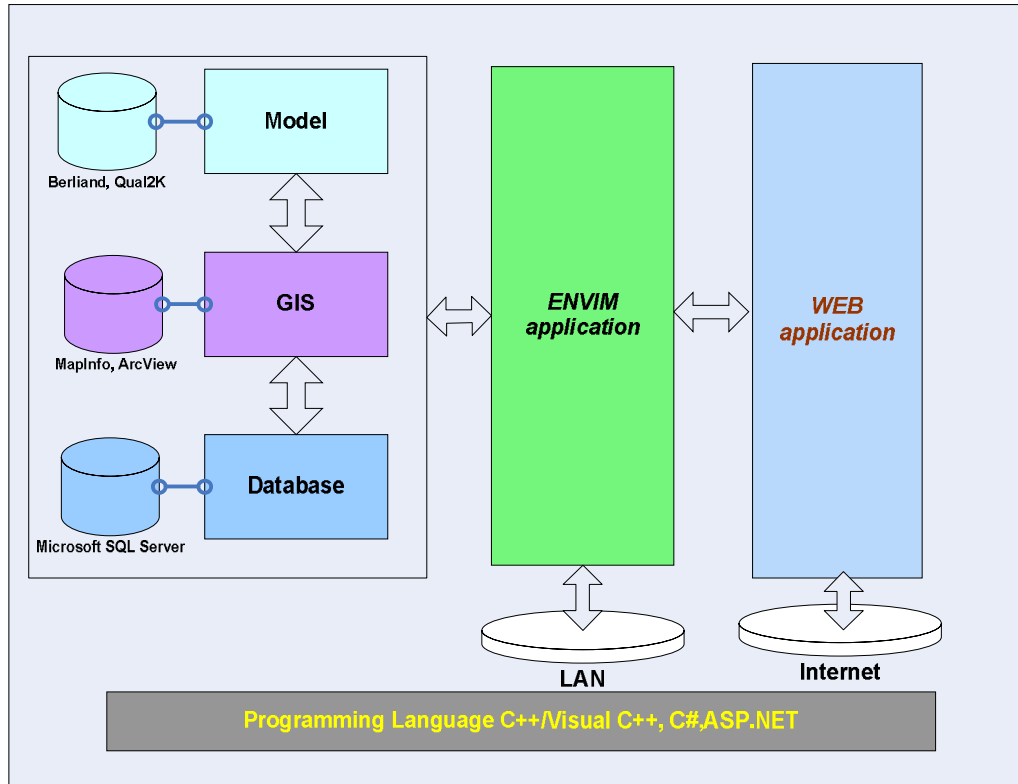 Model
Berliand, Qual2K
GIS
MapInfo, ArcView
Database
Microsoft SQL Server
ENVIM
application
WEB
application
LAN
Internet
Programming Language C++/Visual C++, C#,ASP.NET